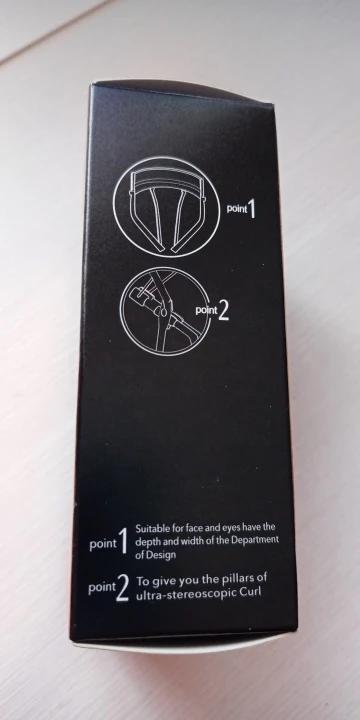 point 1
point 2
point 1 Suitable for face and eyes have the
depth and width of the Department
of Design
point 2 To give you the pillars of
ultra-stereoscopic Curl